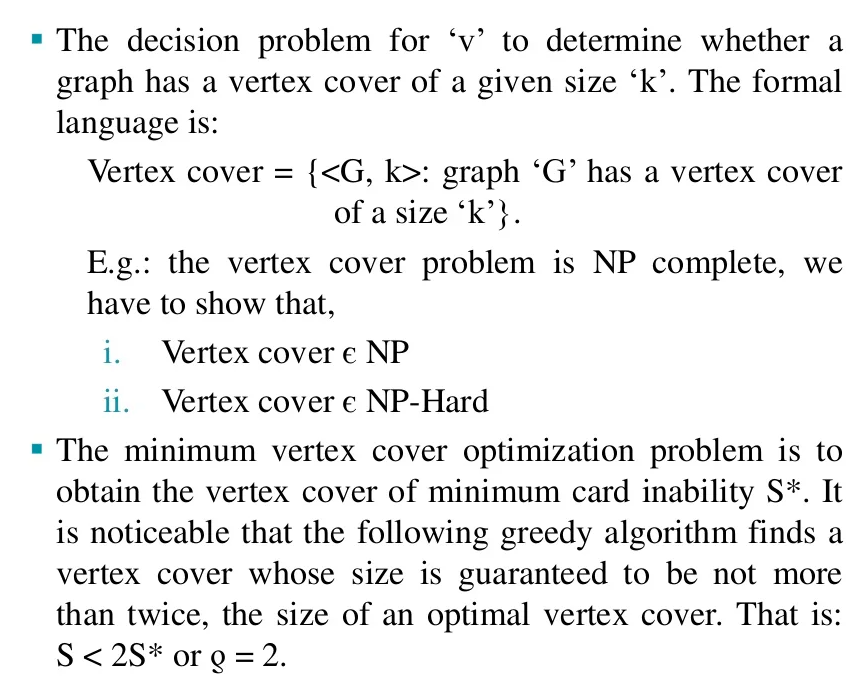 ▪ The decision problem for ‘v’ to determine whether a
graph has a vertex cover of a given size ‘k’. The formal
language is:
Vertex cover = {<G, k>: graph ‘G’ has a vertex cover
of a size ‘k’}.
E.g.: the vertex cover problem is NP complete, we
have to show that,
i. Vertex cover ϵ NP
ii. Vertex cover ϵ NP-Hard
▪ The minimum vertex cover optimization problem is to
obtain the vertex cover of minimum card inability S*. It
is noticeable that the following greedy algorithm finds a
vertex cover whose size is guaranteed to be not more
than twice, the size of an optimal vertex cover. That is:
S < 2S* or ƍ = 2.